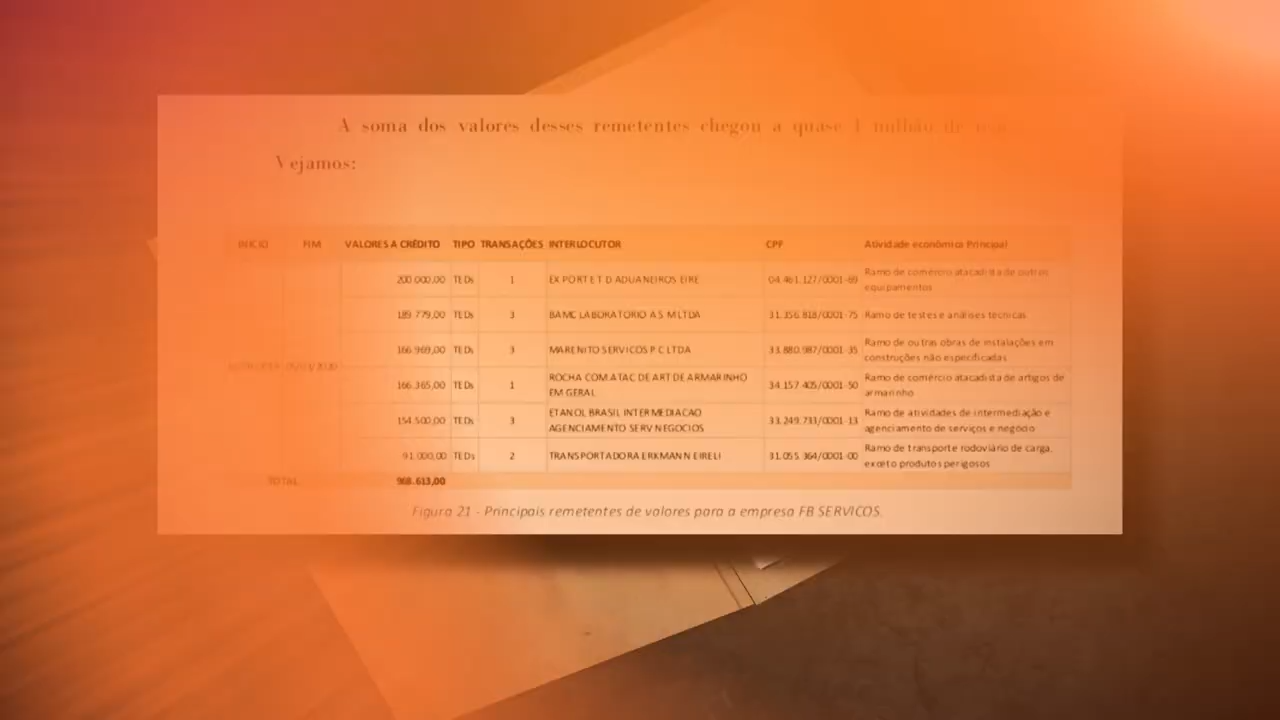 A soma dos valores desses remetentes chegou a quase 1 milhão de
Vejamos:
INÍCIO FIM VALORES A CRÉDITO TIPO TRANSAÇÕES INTERLOCUTOR CPF Atividade econômica Principal
200.000,00 TEDs 1 EXPORTE T D ADUANEIROS EIRE 04.461.127/0001-69 Ramo de comércio atacadista de outros
equipamentos
189.779,00 TEDs 3 BAMC LABORATORIO A S M LTDA 31.356.818/0001-75 Ramo de testes e análises técnicas
166.969,00 TEDs 3 MARENITO SERVICOS P C LTDA 33.880.987/0001-35 Ramo de outras obras de instalações em
construções não especificadas
166.365,00 TEDs 1 ROCHA COM ATAC DE ART DE ARMARINHO
EM GERAL 34.157.405/0001-50 Ramo de comércio atacadista de artigos de
armarinho
154.500,00 TEDs 3 ETANOL BRASIL INTERMEDIACAO
AGENCIAMENTO SERV NEGOCIOS 33.249.733/0001-13 Ramo de atividades de intermediação e
agenciamento de serviços e negócio
91.000,00 TEDs 2 TRANSPORTADORA ERKMANN EIRELI 31.055.364/0001-00 Ramo de transporte rodoviário de carga,
exceto produtos perigosos
TOTAL 968.613,00
Figura 21 - Principais remetentes de valores para a empresa FB SERVICOS.